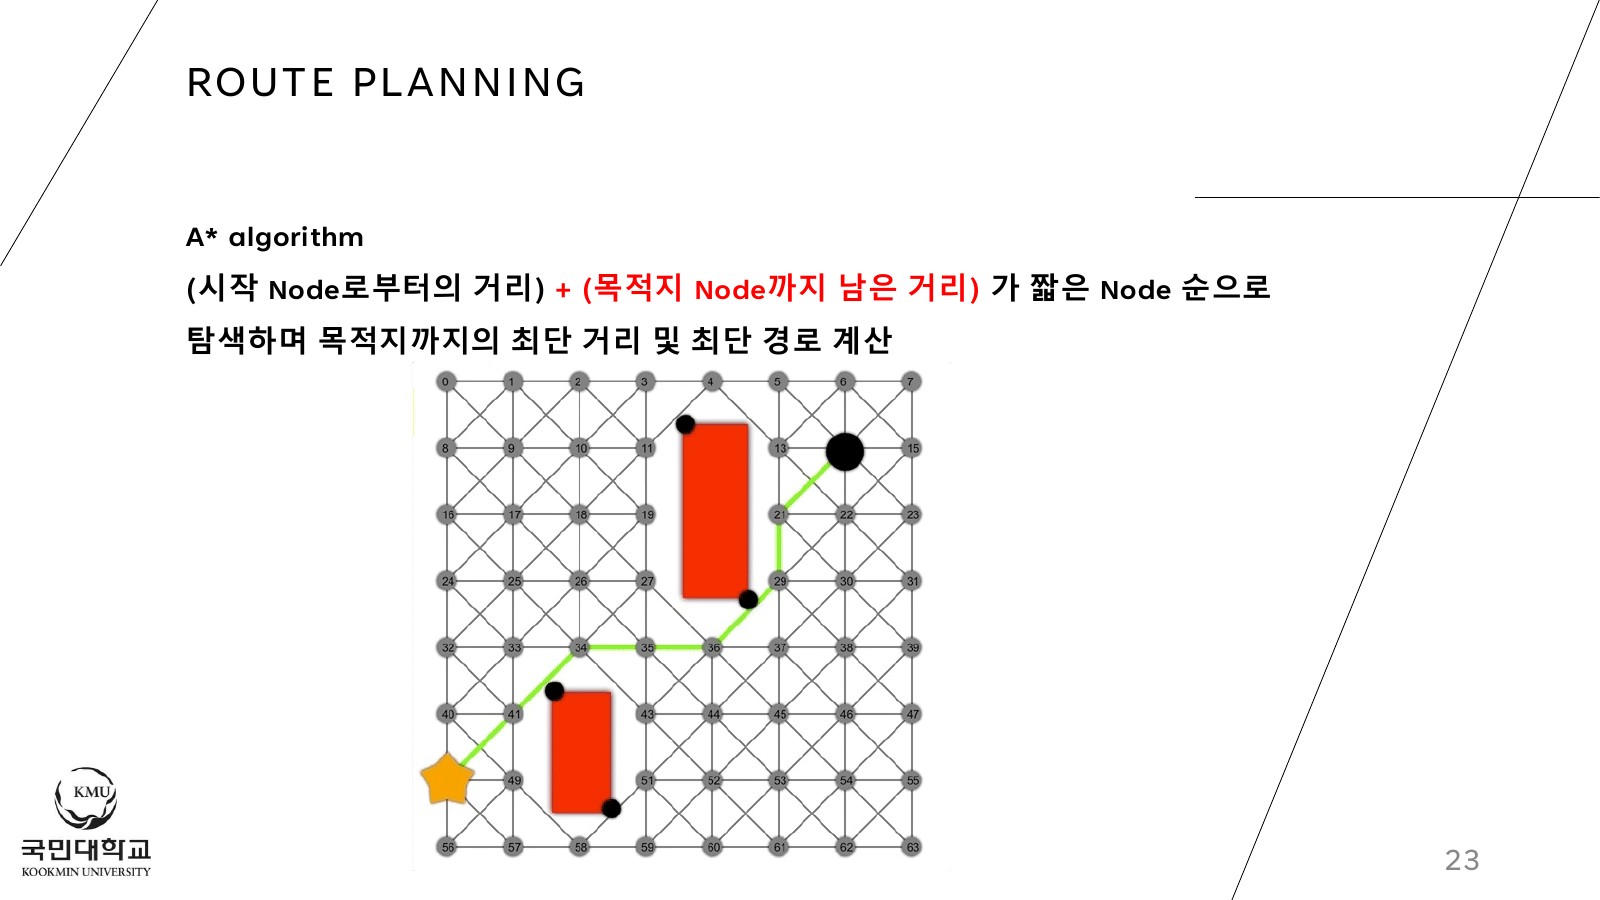 ROUTE PLANNING
A* algorithm
(시작 Node로부터의 거리) + (목적지 Node까지 남은 거리) 가 짧은 Node 순으로
탐색하며 목적지까지의 최단 거리 및 최단 경로 계산
0 1 2 3 4 5 6 7
8 9 10 11 13 15
16 17 18 19 21 22 23
24 25 26 27 29 30 31
32 33 34 35 36 37 38 39
40 41 43 44 45 46 47
49 51 52 53 54 55
56 57 58 59 60 61 62 63
KMU
국민대학교
KOOKMIN UNIVERSITY
23